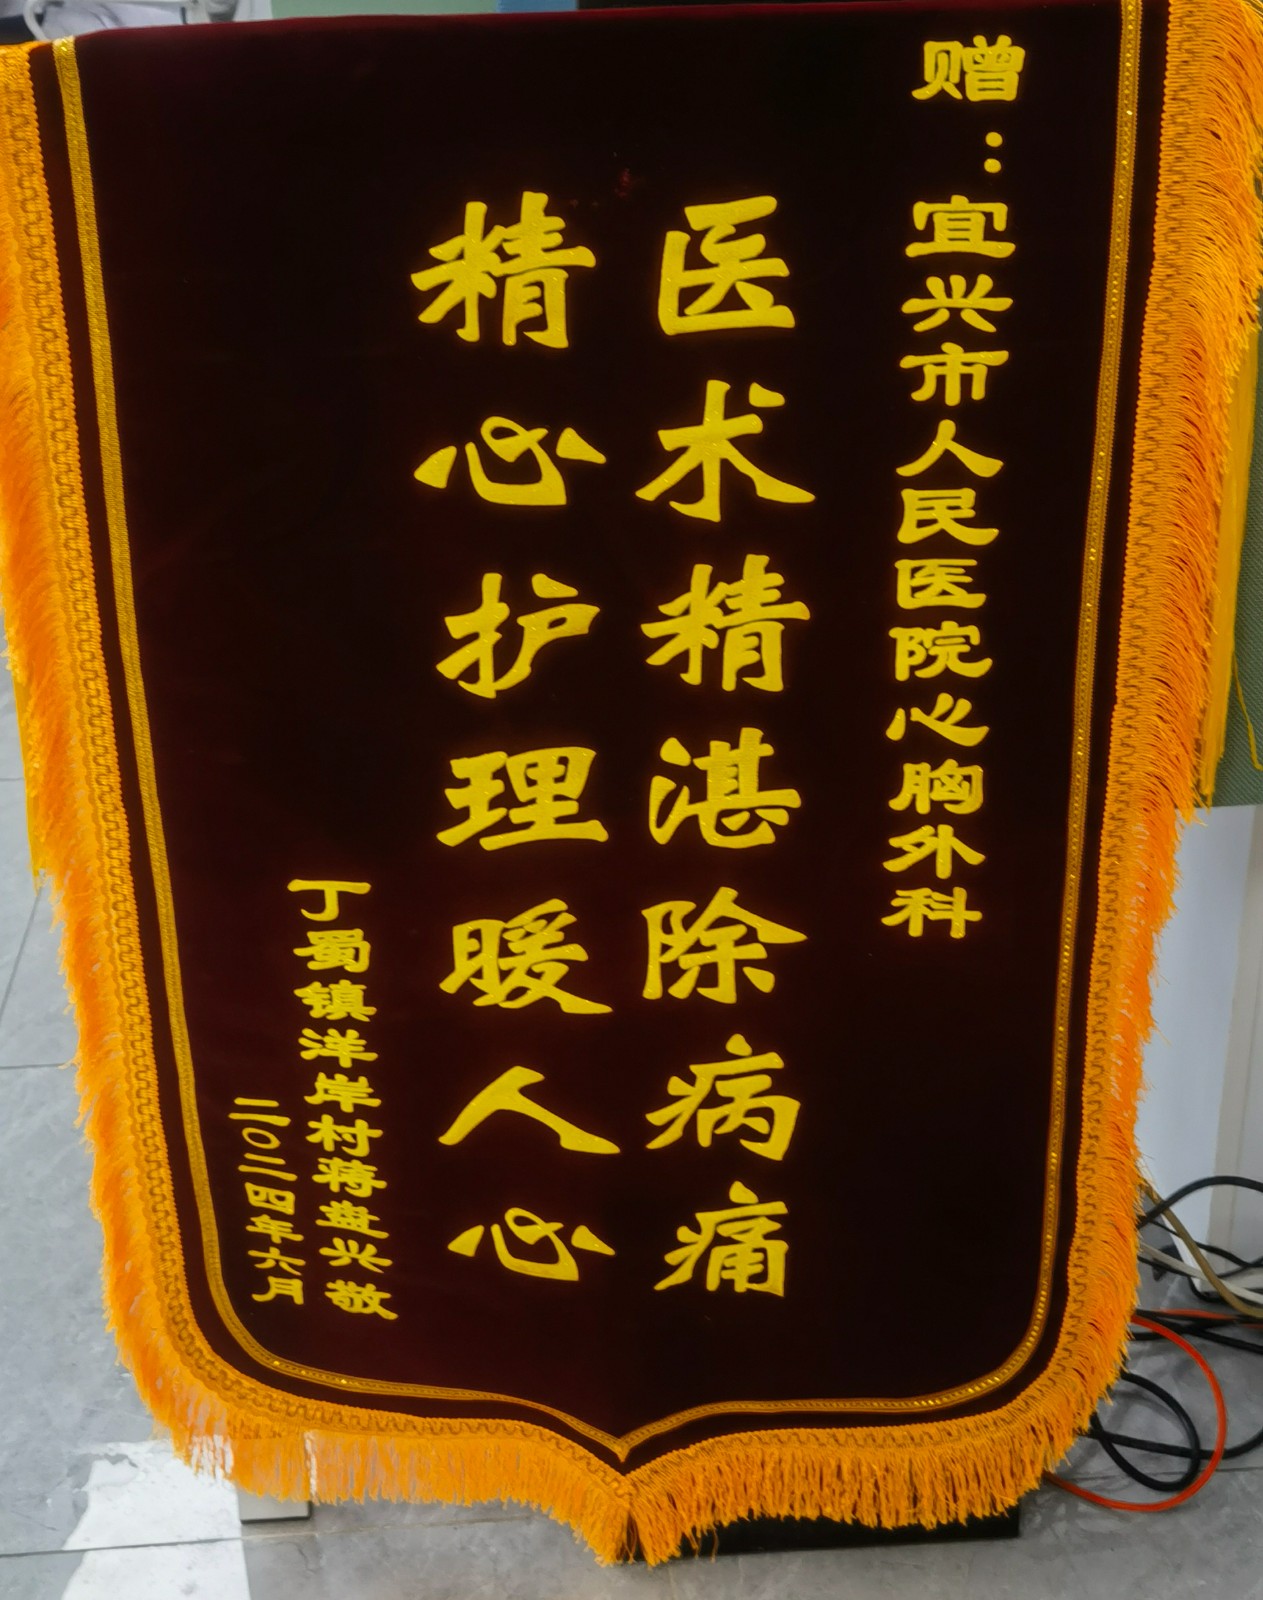 赠：宜兴市人民医院心胸外科
医术精湛除病痛
精心护理暖人心
丁蜀镇洋岸村蒋盘兴敬
二〇二四年六月